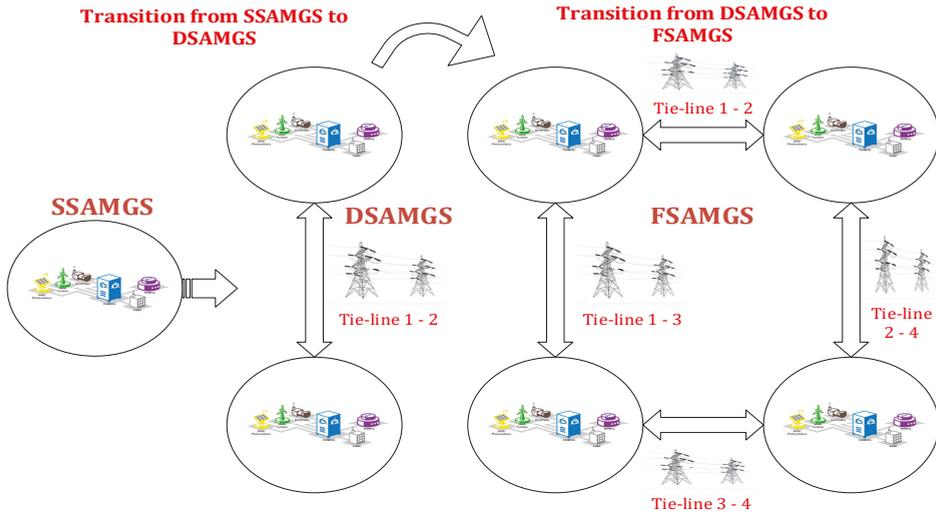 Transition from SSAMGS to
DSAMGS
Transition from DSAMGS to
FSAMGS
Tie-line 1 - 2
SSAMGS
DSAMGS
FSAMGS
Tie-line 1 - 2
Tie-line 1 - 3
Tie-line
2 - 4
Tie-line 3 - 4